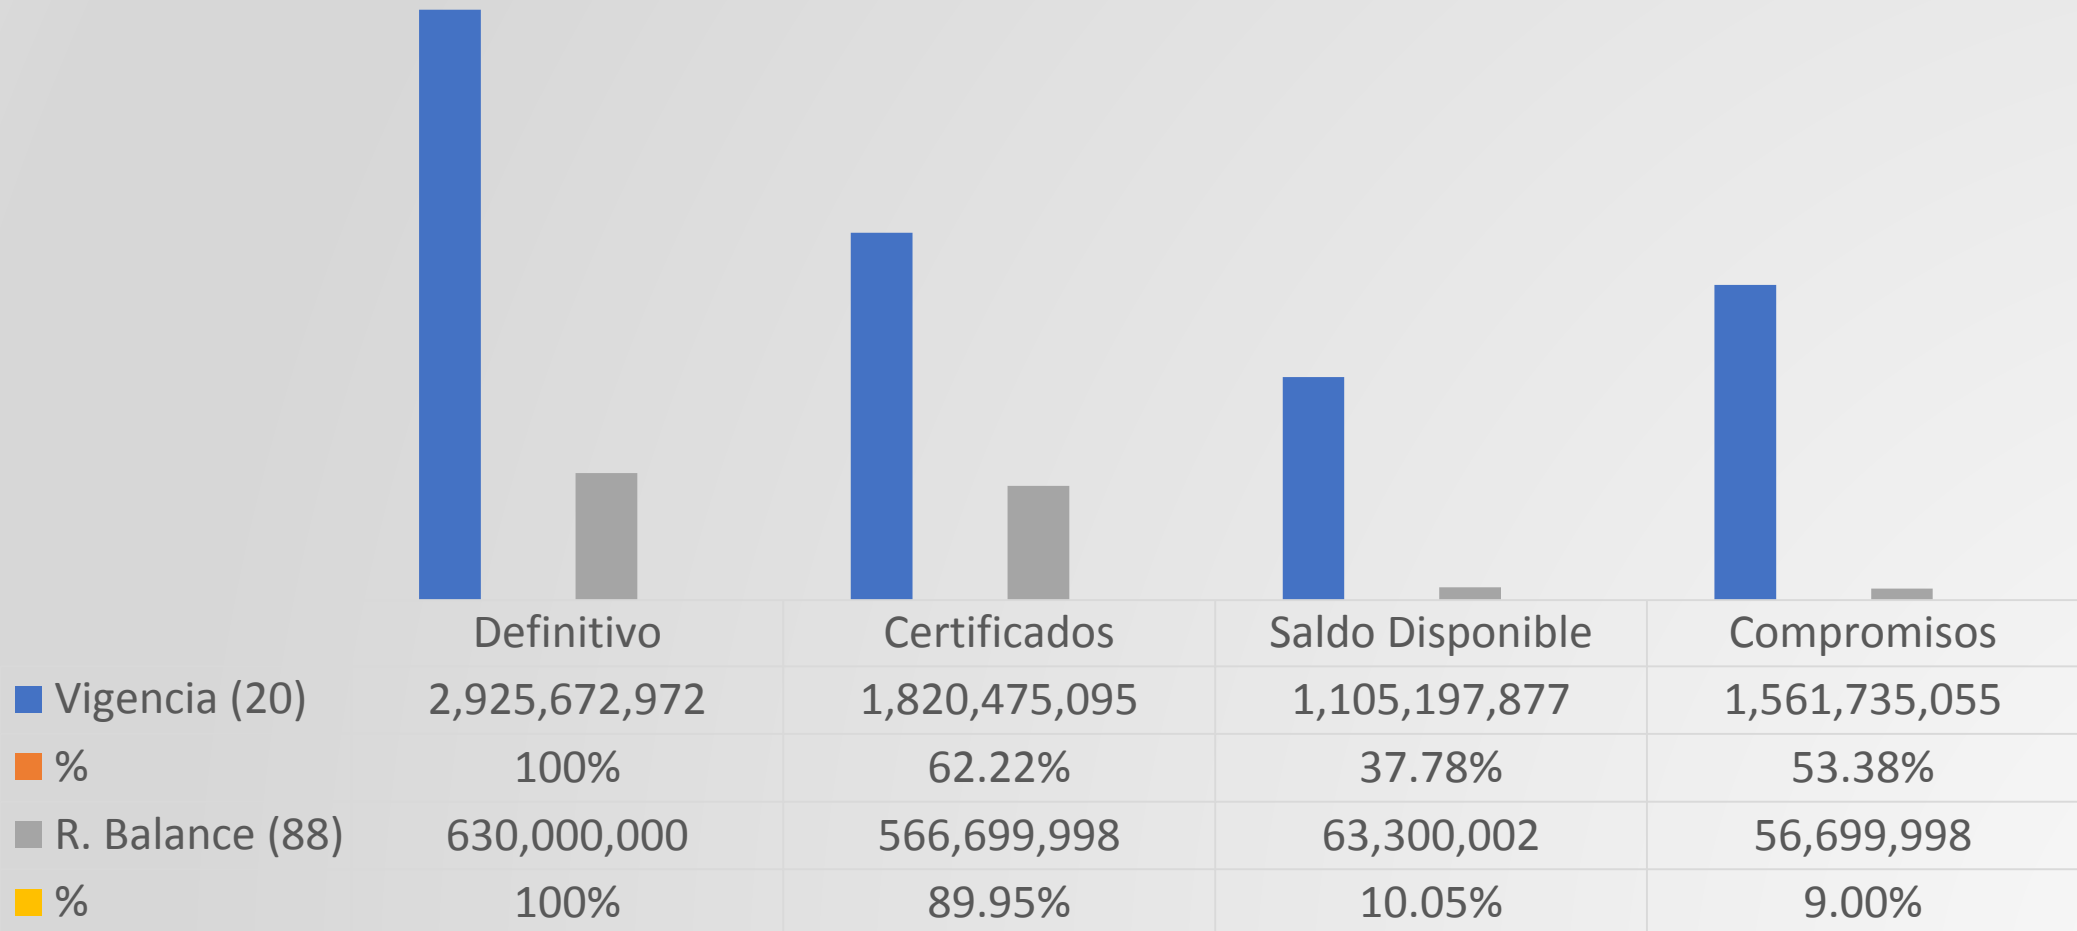 Definitivo Certificados Saldo Disponible Compromisos
Vigencia (20) 2,925,672,972 1,820,475,095 1,105,197,877 1,561,735,055
% 100% 62.22% 37.78% 53.38%
R. Balance (88) 630,000,000 566,699,998 63,300,002 56,699,998
% 100% 89.95% 10.05% 9.00%